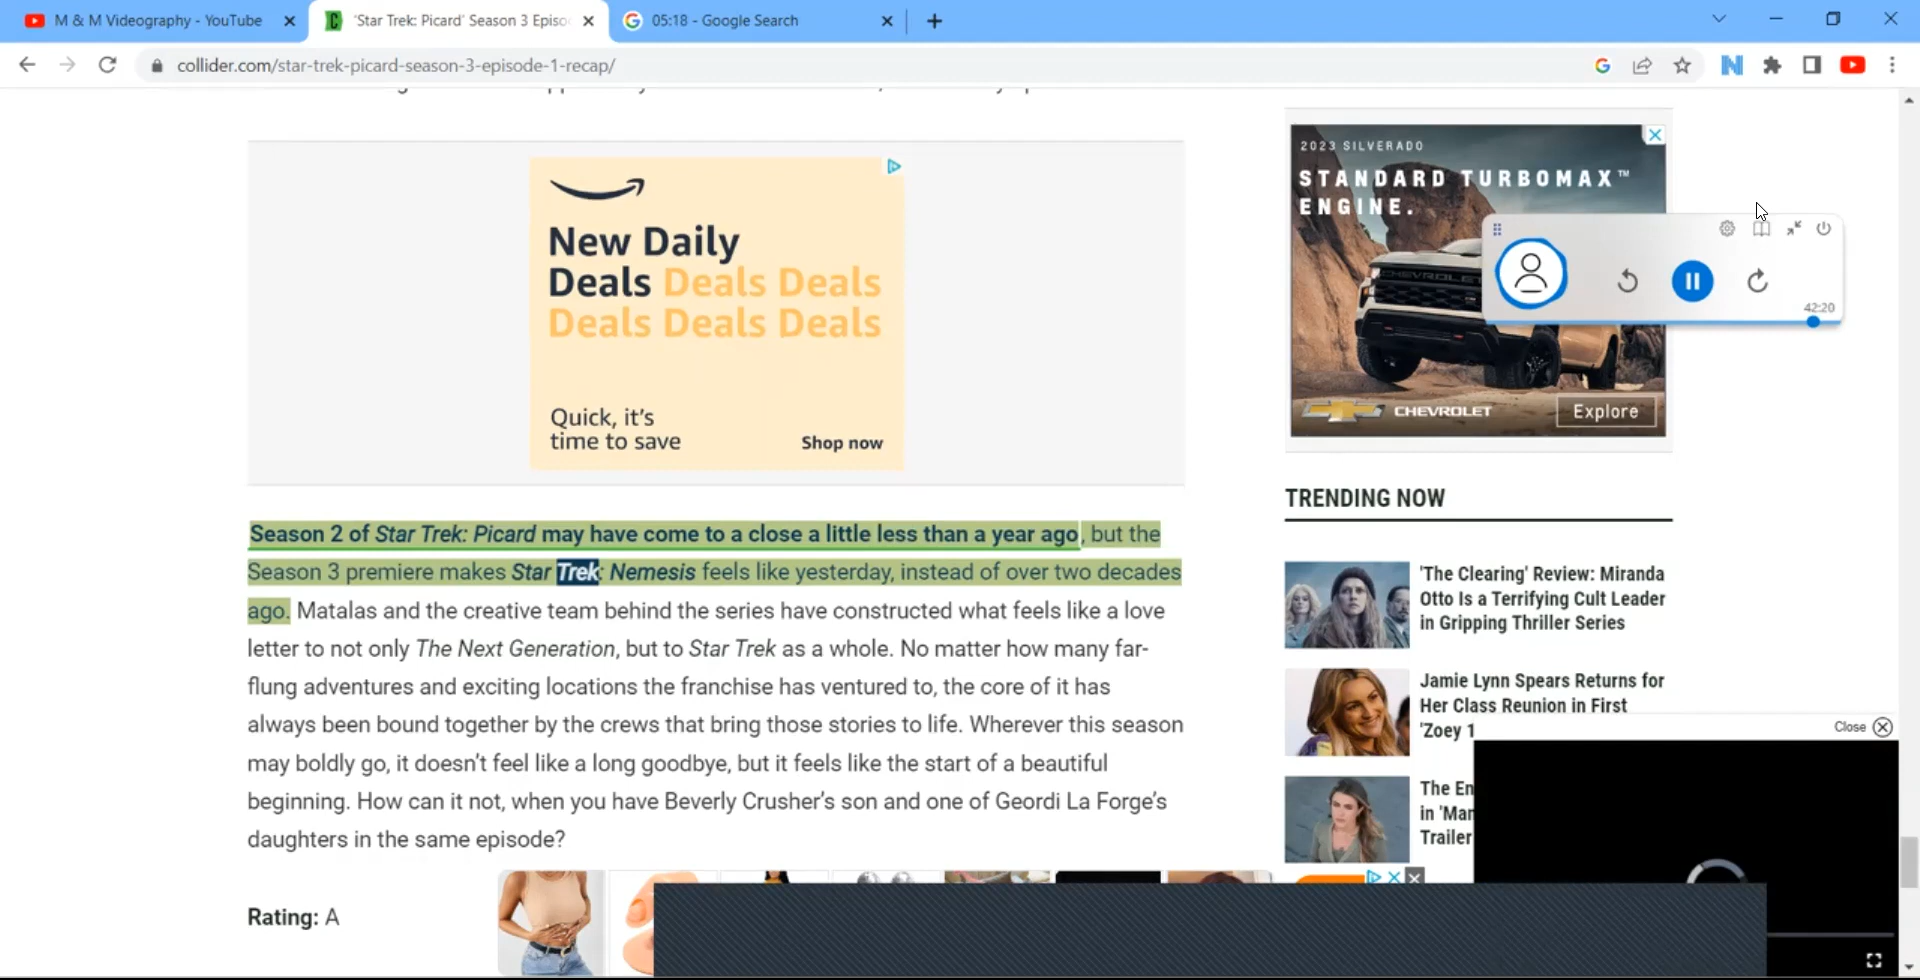 M & M Videography - YouTube
'Star Trek: Picard' Season 3 Episo
05:18 - Google Search
collider.com/star-trek-picard-season-3-episode-1-recap/
New Daily
Deals Deals Deals
Deals Deals Deals
Quick, it's
time to save
Shop now
2023 SILVERADO
STANDARD TURBOMAX™
ENGINE.
CHEVROLET
42:20
CHEVROLET
Explore
Season 2 of Star Trek: Picard may have come to a close a little less than a year ago, but the
Season 3 premiere makes Star Trek: Nemesis feels like yesterday, instead of over two decades
ago. Matalas and the creative team behind the series have constructed what feels like a love
letter to not only The Next Generation, but to Star Trek as a whole. No matter how many far-
flung adventures and exciting locations the franchise has ventured to, the core of it has
always been bound together by the crews that bring those stories to life. Wherever this season
may boldly go, it doesn't feel like a long goodbye, but it feels like the start of a beautiful
beginning. How can it not, when you have Beverly Crusher's son and one of Geordi La Forge's
daughters in the same episode?
Rating: A
TRENDING NOW
'The Clearing' Review: Miranda
Otto Is a Terrifying Cult Leader
in Gripping Thriller Series
Jamie Lynn Spears Returns for
Her Class Reunion in First
'Zoey 1
The En
in 'Mar
Trailer
Close